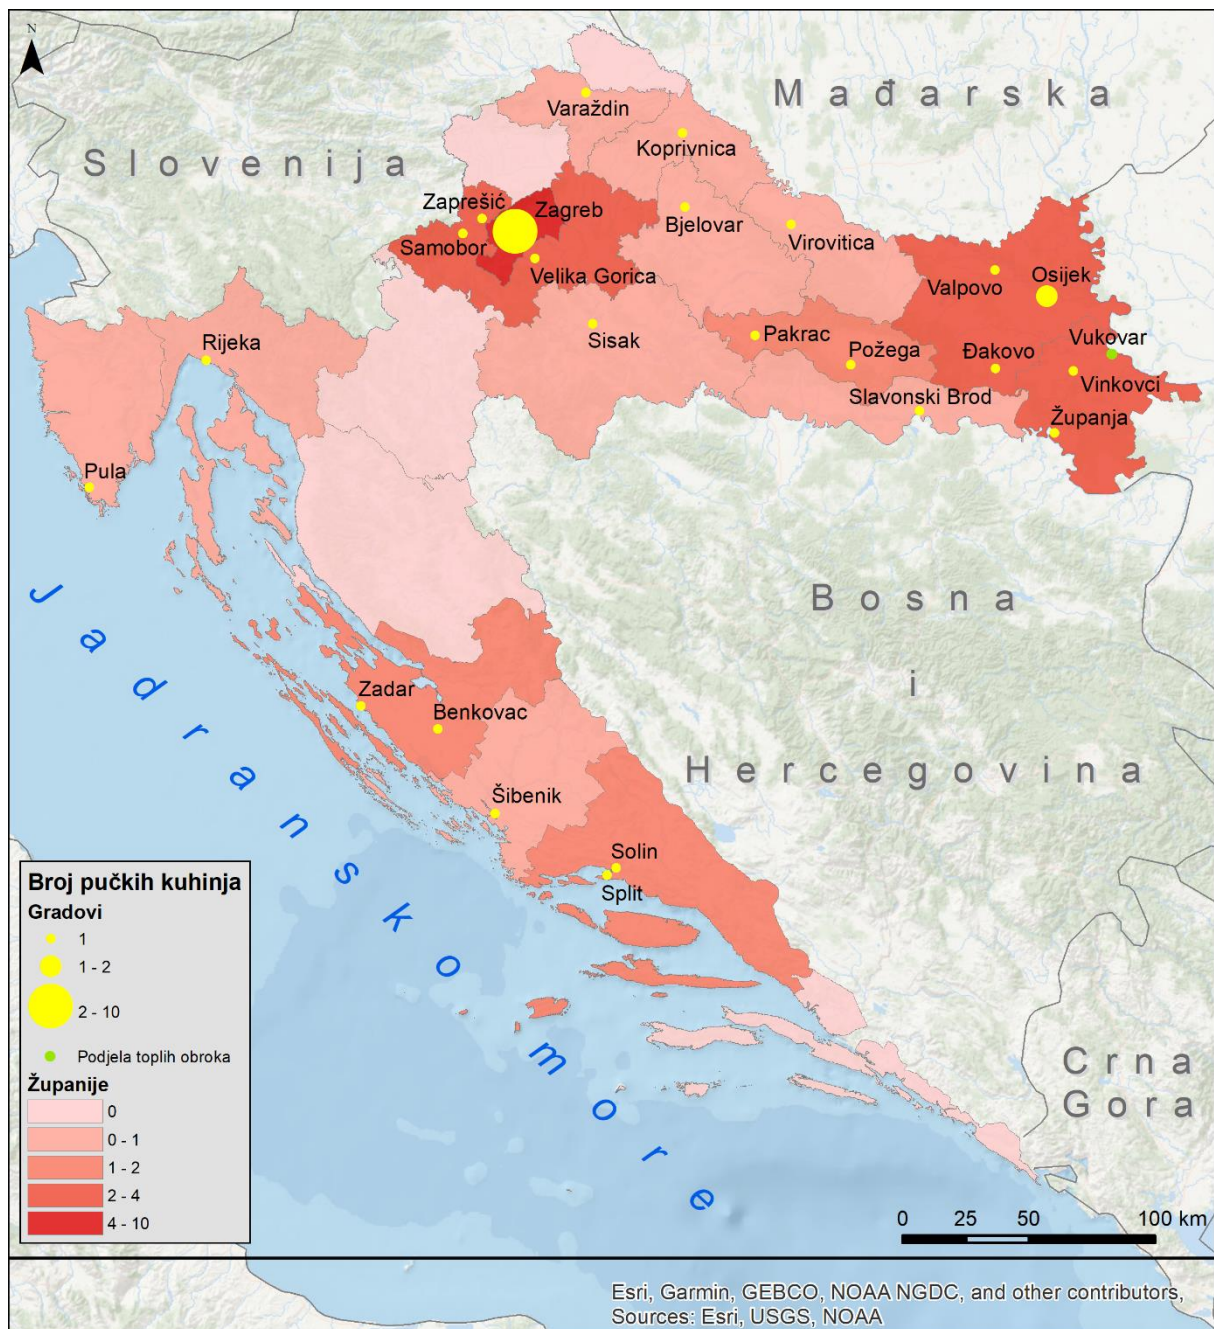 N
Mađarska
Slovenija
Varaždin
Koprivnica
Zaprešić
Zagreb
Samobor
Bjelovar
Virovitica
Velika Gorica
Valpovo
Osijek
Rijeka
Sisak
Pakrac
Požega
Đakovo
Vukovar
Vinkovci
Slavonski Brod
Županja
Pula
Bosna
i
Hercegovina
Zadar
Benkovac
Šibenik
Solin
Split
Jadransko more
Crna
Gora
Broj pučkih kuhinja
Gradovi
1
1 - 2
2 - 10
Podjela toplih obroka
Županije
0
0 - 1
1 - 2
2 - 4
4 - 10
0 25 50 100 km
Esri, Garmin, GEBCO, NOAA NGDC, and other contributors,
Sources: Esri, USGS, NOAA